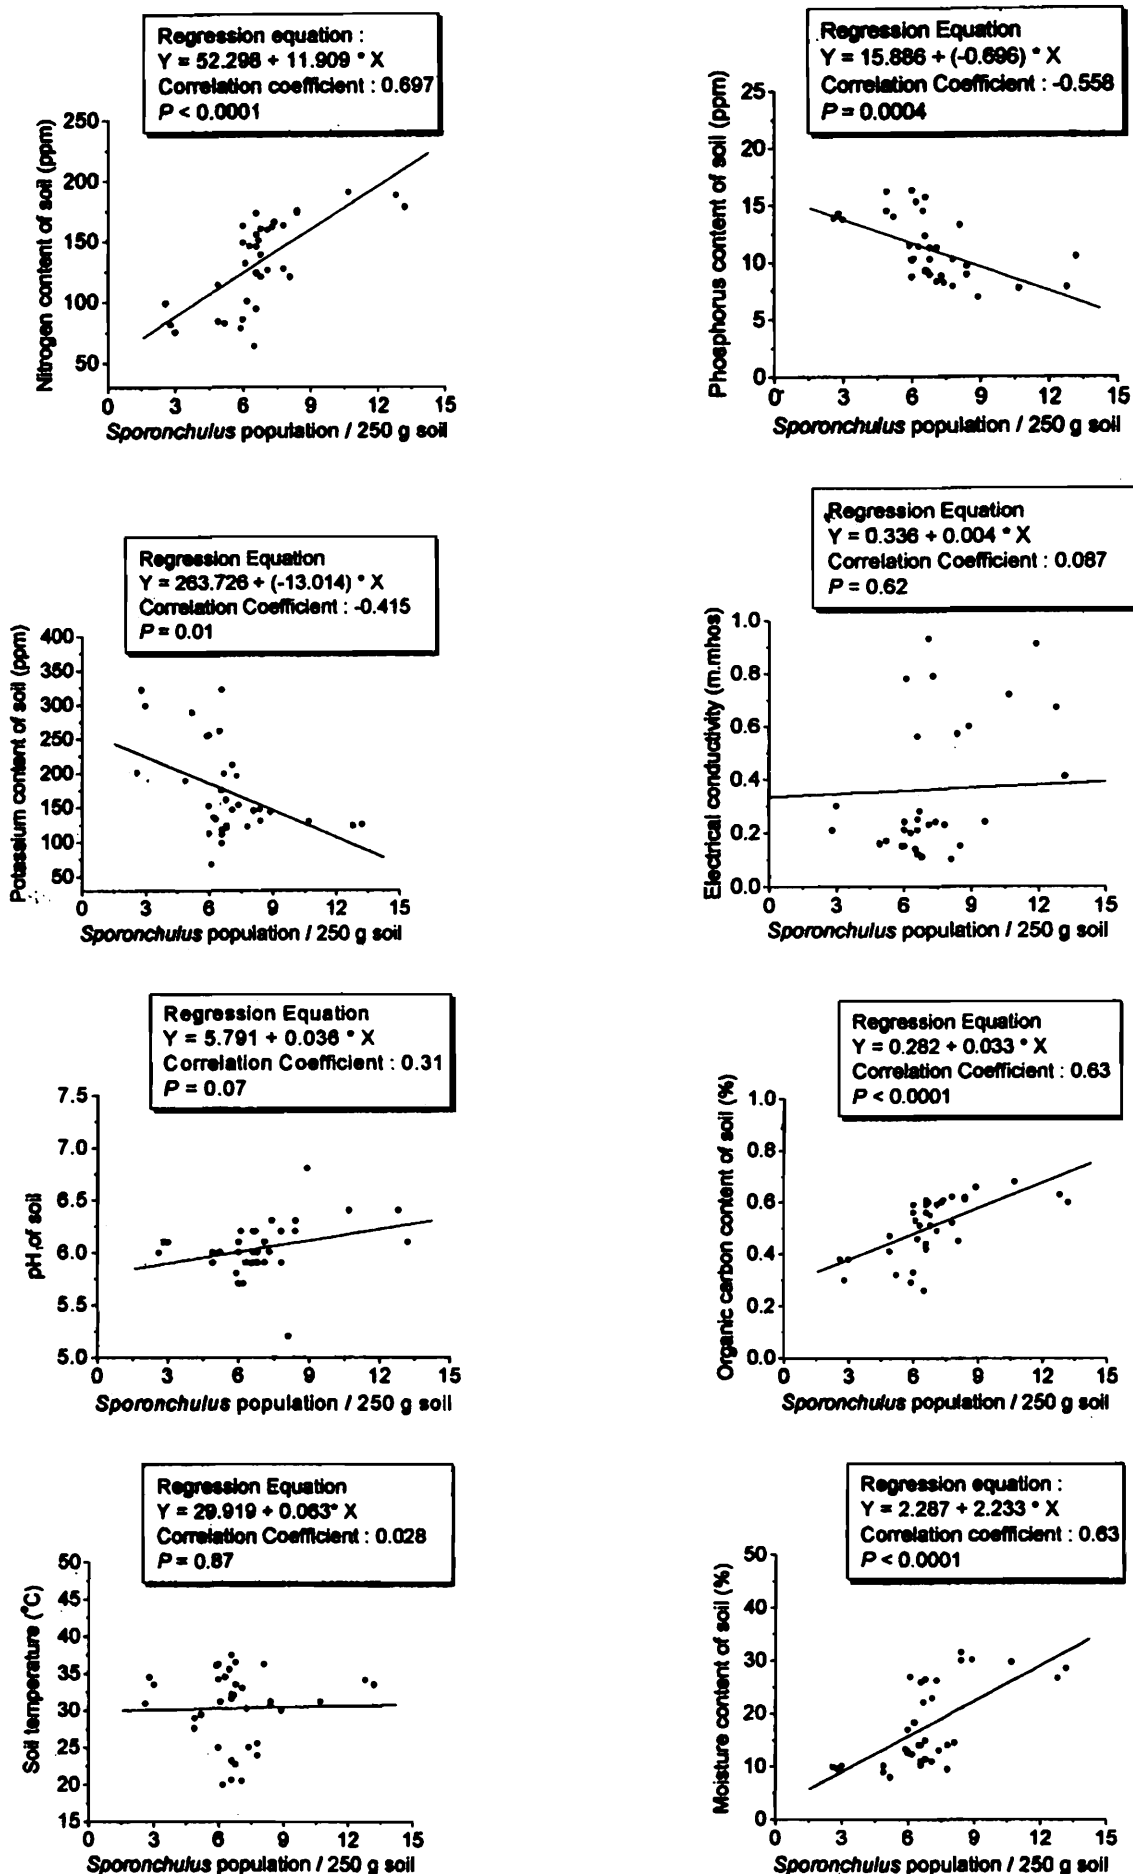 Regression equation :
Y = 52.298 + 11.909 * X
Correlation coefficient : 0.697
P < 0.0001
Nitrogen content of soil (ppm)
250
200
150
100
50
0 3 6 9 12 15
Sporonchulus population / 250 g soil
Regression Equation
Y = 15.886 + (-0.696) * X
Correlation Coefficient : -0.558
P = 0.0004
Phosphorus content of soil (ppm)
25
20
15
10
5
0
0 3 6 9 12 15
Sporonchulus population / 250 g soil
Regression Equation
Y = 263.726 + (-13.014) * X
Correlation Coefficient : -0.415
P = 0.01
Potassium content of soil (ppm)
400
350
300
250
200
150
100
50
0 3 6 9 12 15
Sporonchulus population / 250 g soil
Regression Equation
Y = 0.336 + 0.004 * X
Correlation Coefficient : 0.087
P = 0.62
Electrical conductivity (m.mhos)
1.0
0.8
0.6
0.4
0.2
0.0
0 3 6 9 12 15
Sporonchulus population / 250 g soil
Regression Equation
Y = 5.791 + 0.036 * X
Correlation Coefficient : 0.31
P = 0.07
pH of soil
7.5
7.0
6.5
6.0
5.5
5.0
0 3 6 9 12 15
Sporonchulus population / 250 g soil
Regression Equation
Y = 0.282 + 0.033 * X
Correlation Coefficient : 0.63
P < 0.0001
Organic carbon content of soil (%)
1.0
0.8
0.6
0.4
0.2
0.0
0 3 6 9 12 15
Sporonchulus population / 250 g soil
Regression Equation
Y = 29.919 + 0.063* X
Correlation Coefficient : 0.028
P = 0.87
Soil temperature (°C)
50
45
40
35
30
25
20
15
0 3 6 9 12 15
Sporonchulus population / 250 g soil
Regression equation :
Y = 2.287 + 2.233 * X
Correlation coefficient : 0.63
P < 0.0001
Moisture content of soil (%)
50
40
30
20
10
0
0 3 6 9 12 15
Sporonchulus population / 250 g soil